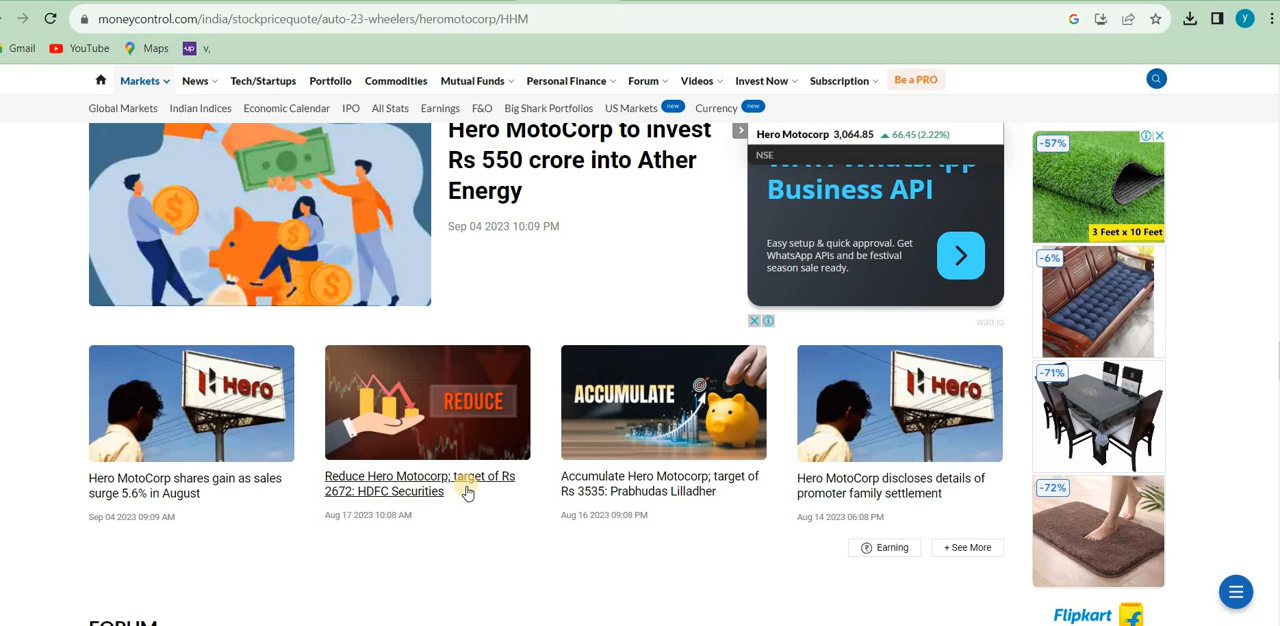 moneycontrol.com/india/stockpricequote/auto-23-wheelers/heromotocorp/HHM
y
Gmail YouTube Maps up v,
Markets News Tech/Startups Portfolio Commodities Mutual Funds Personal Finance Forum Videos Invest Now Subscription Be a PRO
Global Markets Indian Indices Economic Calendar IPO All Stats Earnings F&O Big Shark Portfolios US Markets new Currency new
Hero MotoCorp to invest
Rs 550 crore into Ather
Energy
Sep 04 2023 10:09 PM
Hero Motocorp 3,064.85 66.45 (2.22%)
NSE
WATI WhatsApp
Business API
Easy setup & quick approval. Get
WhatsApp APIs and be festival
season sale ready.
wati.io
-57%
3 Feet x 10 Feet
-6%
-71%
-72%
Flipkart
Hero
REDUCE
ACCUMULATE
Hero
Hero MotoCorp shares gain as sales
surge 5.6% in August
Sep 04 2023 09:09 AM
Reduce Hero Motocorp; target of Rs
2672: HDFC Securities
Aug 17 2023 10:08 AM
Accumulate Hero Motocorp; target of
Rs 3535: Prabhudas Lilladher
Aug 16 2023 09:08 PM
Hero MotoCorp discloses details of
promoter family settlement
Aug 14 2023 06:08 PM
Earning + See More
FORUM